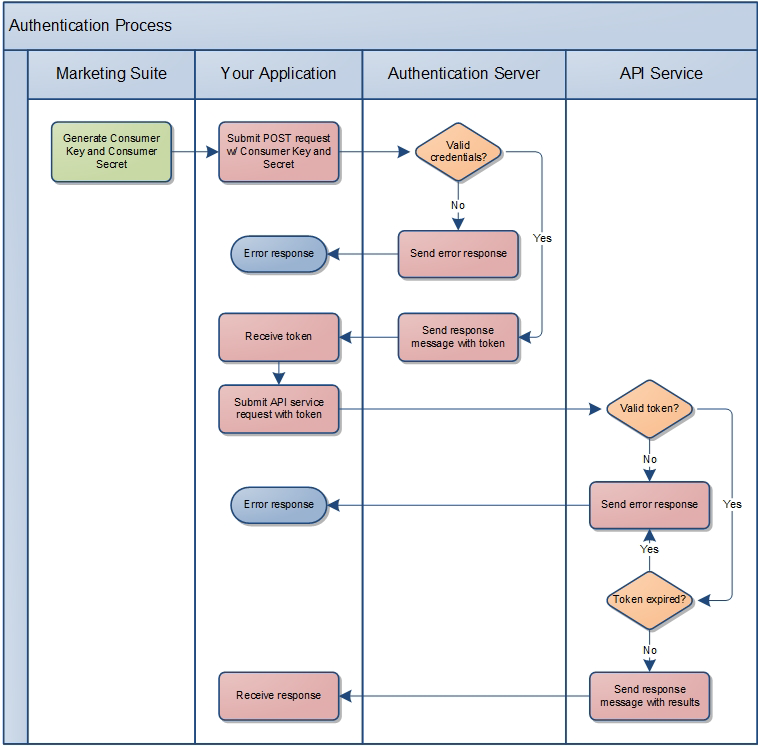 Authentication Process
Marketing Suite
Your Application
Authentication Server
API Service
Generate Consumer
Key and Consumer
Secret
Submit POST request
w/ Consumer Key and
Secret
Valid
credentials?
No
Yes
Error response
Send error response
Receive token
Send response
message with token
Submit API service
request with token
Valid token?
No
Error response
Send error response
Yes
Yes
Token expired?
No
Receive response
Send response
message with results